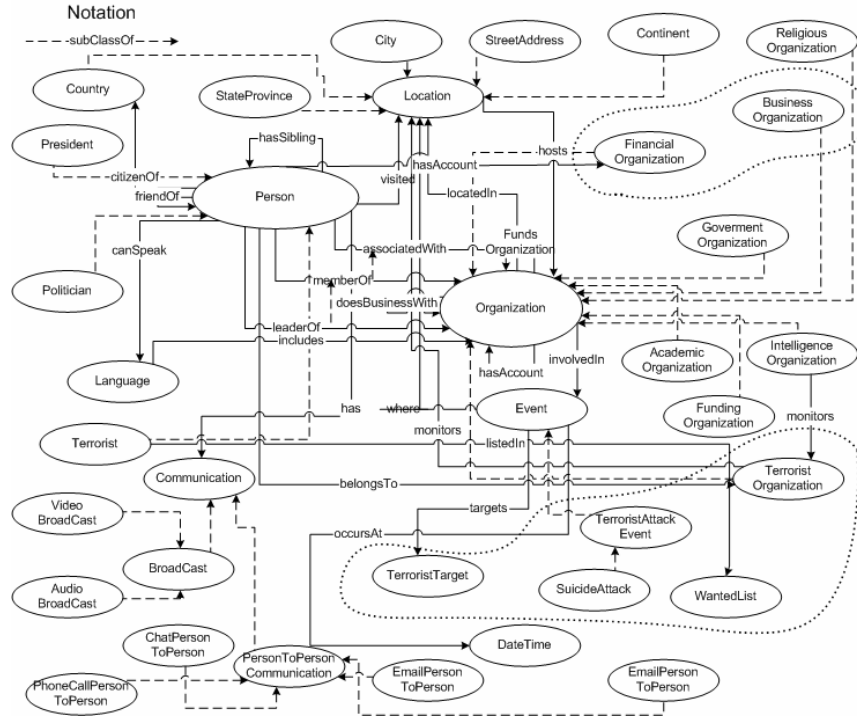 Notation
subClassOf
City
StreetAddress
Continent
Religious
Organization
Country
StateProvince
Location
Business
Organization
President
hasSibling
hasAccount
hosts
Financial
Organization
citizenOf
friendOf
Person
visited
locatedIn
canSpeak
associatedWith
Funds
Organization
Goverment
Organization
Politician
memberOf
doesBusinessWith
Organization
leaderOf
includes
hasAccount
involvedIn
Academic
Organization
Intelligence
Organization
Language
has
where
Event
Funding
Organization
monitors
monitors
Terrorist
listedIn
Communication
belongsTo
Terrorist
Organization
Video
BroadCast
targets
occursAt
TerroristAttack
Event
BroadCast
TerroristTarget
SuicideAttack
WantedList
Audio
BroadCast
ChatPerson
ToPerson
DateTime
PersonToPerson
Communication
EmailPerson
ToPerson
EmailPerson
ToPerson
PhoneCallPerson
ToPerson